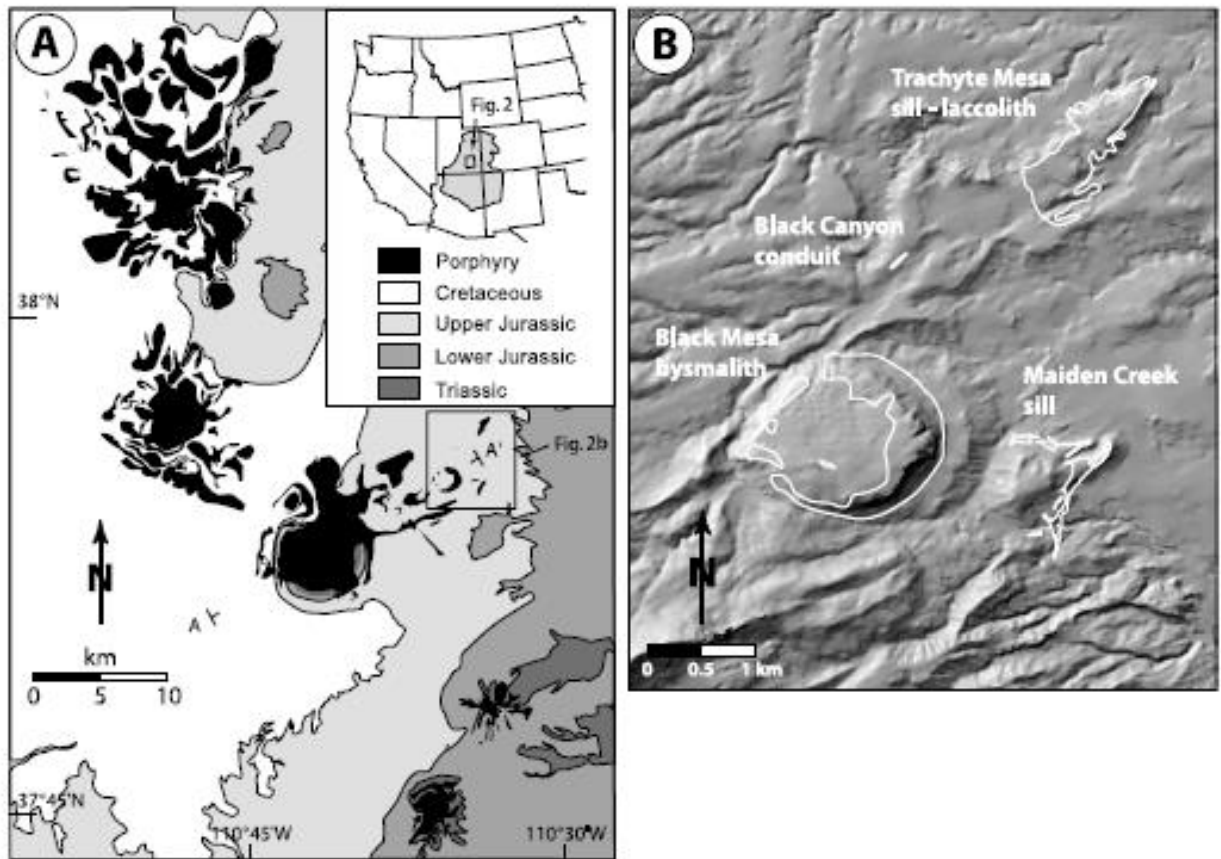 A
Fig. 2
Porphyry
Cretaceous
Upper Jurassic
Lower Jurassic
Triassic
38°N
A'
Fig.2b
N
A
km
0 5 10
37°45'N
110°45'W
110°30'W
B
Trachyte Mesa
sill-laccolith
Black Canyon
conduit
Black Mesa
bysmalith
Maiden Creek
sill
N
0 0.5 1 km